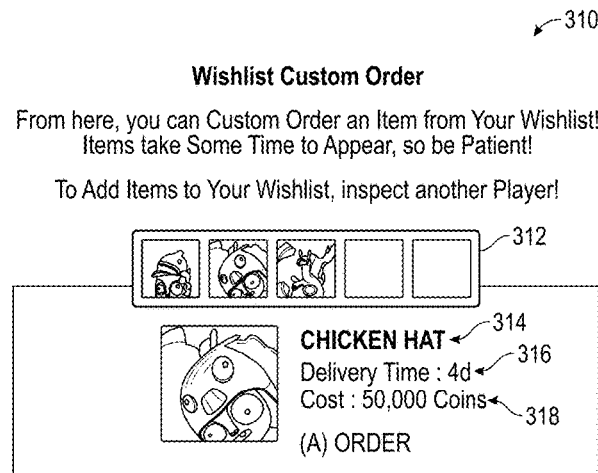 310
Wishlist Custom Order
From here, you can Custom Order an Item from Your Wishlist!
Items take Some Time to Appear, so be Patient!
To Add Items to Your Wishlist, inspect another Player!
312
CHICKEN HAT 314
Delivery Time : 4d 316
Cost : 50,000 Coins 318
(A) ORDER